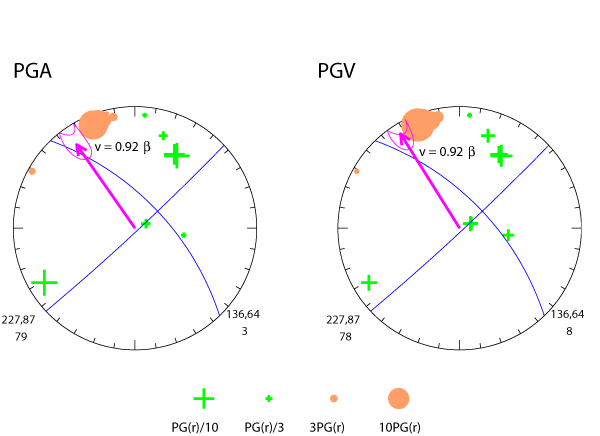 PGA
PGV
v = 0.92 β
v = 0.92 β
227,87
79
136,64
3
227,87
78
136,64
8
PG(r)/10
PG(r)/3
3PG(r)
10PG(r)